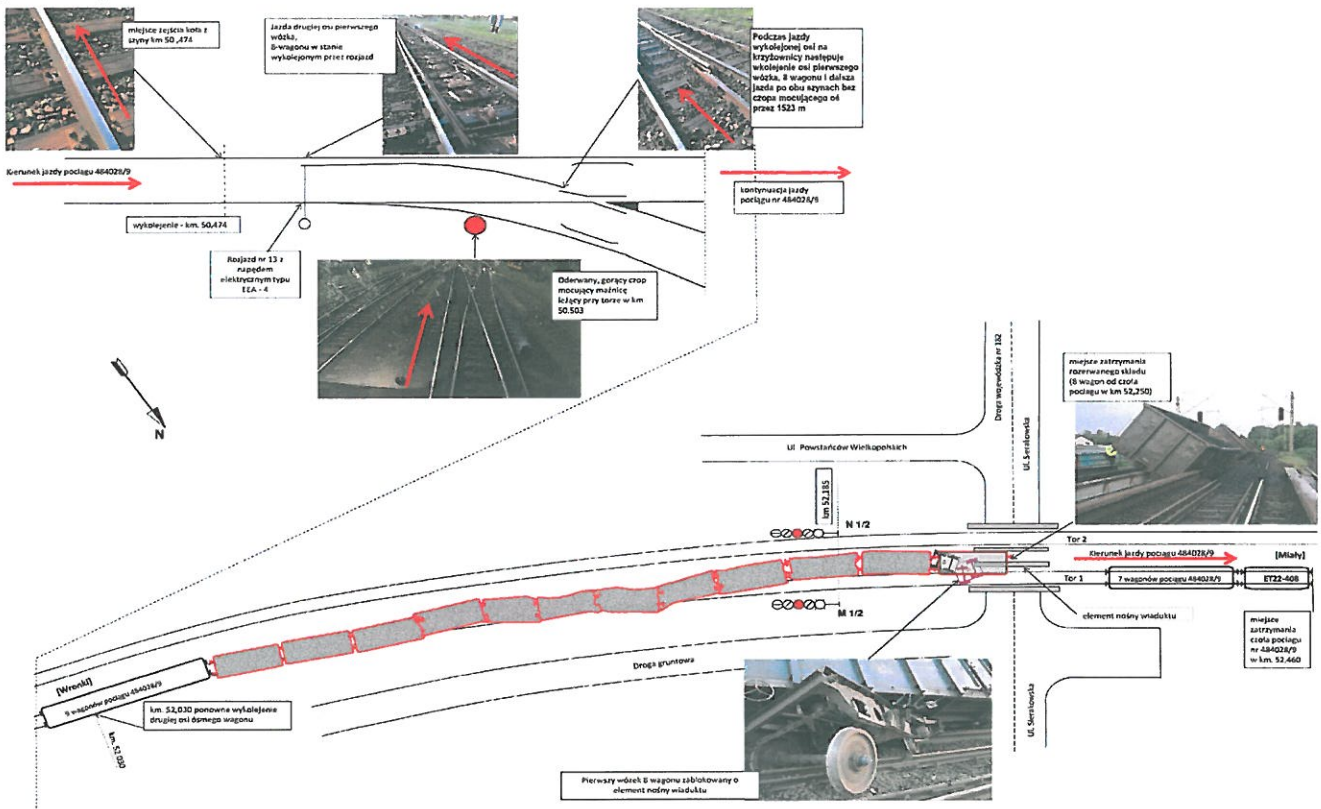 miejsce zejścia koła z
szyny km 50,474
Jazda drugiej osi pierwszego
wózka,
8-wagonu w stanie
wykolejonym przez rozjazd
Podczas jazdy
wykolejonej osi na
krzyżownicy następuje
wkolejenie osi pierwszego
wózka, 8 wagonu i dalsza
jazda po obu szynach bez
czopa mocującego oś
przez 1523 m
Kierunek jazdy pociągu 484028/9
kontynuacja jazdy
pociągu nr 484028/9
wykolejenie - km. 50,474
Rozjazd nr 13 z
napędem
elektrycznym typu
EEA - 4
Oderwany, gorący czop
mocujący maźnicę
leżący przy torze w km
50.503
N
Droga wojewódzka nr 182
Ul. Sierakowska
miejsce zatrzymania
rozerwanego składu
(8 wagon od czoła
pociągu w km 52,250)
Ul. Powstańców Wielkopolskich
km 52,185
N 1/2
Tor 2
Kierunek jazdy pociągu 484028/9
[Miały]
Tor 1
7 wagonów pociągu 484028/9
ET22-408
M 1/2
element nośny wiaduktu
miejsce
zatrzymania
czoła pociągu
nr 484028/9
w km. 52,460
Droga gruntowa
[Wronki]
9 wagonów pociągu 484028/9
km. 52,030 ponowne wykolejenie
drugiej osi ósmego wagonu
km. 52 030
Ul. Sierakowska
Pierwszy wózek 8 wagonu zablokowany o
element nośny wiaduktu